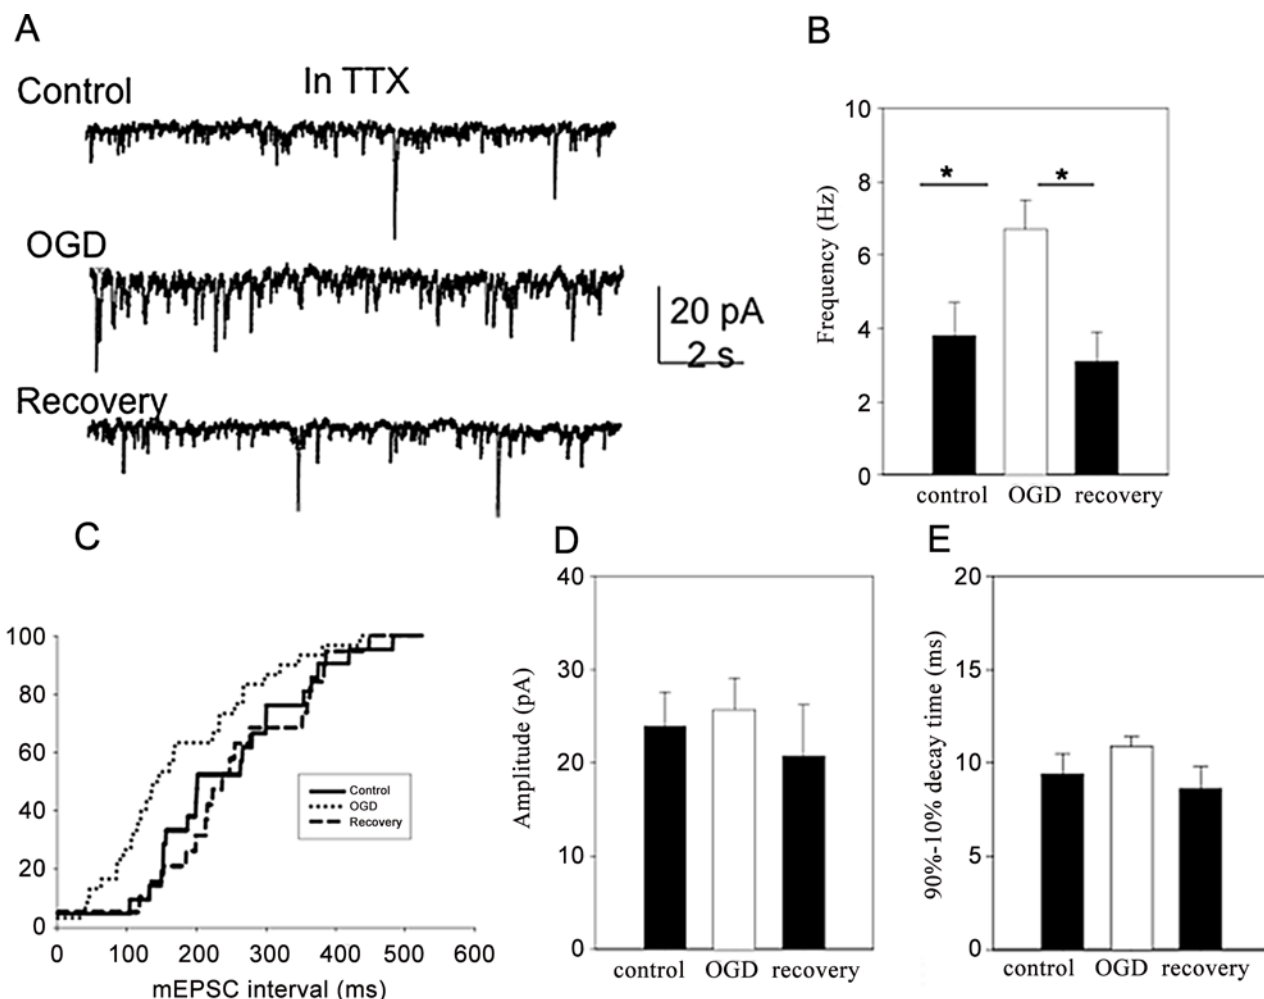 A
Control
In TTX
OGD
20 pA
2 s
Recovery
B
10
8
6
4
2
0
Frequency (Hz)
*
*
control OGD recovery
C
100
80
60
40
20
0
0 100 200 300 400 500 600
mEPSC interval (ms)
Control
OGD
Recovery
D
40
30
20
10
0
Amplitude (pA)
control OGD recovery
E
20
15
10
5
0
90%-10% decay time (ms)
control OGD recovery